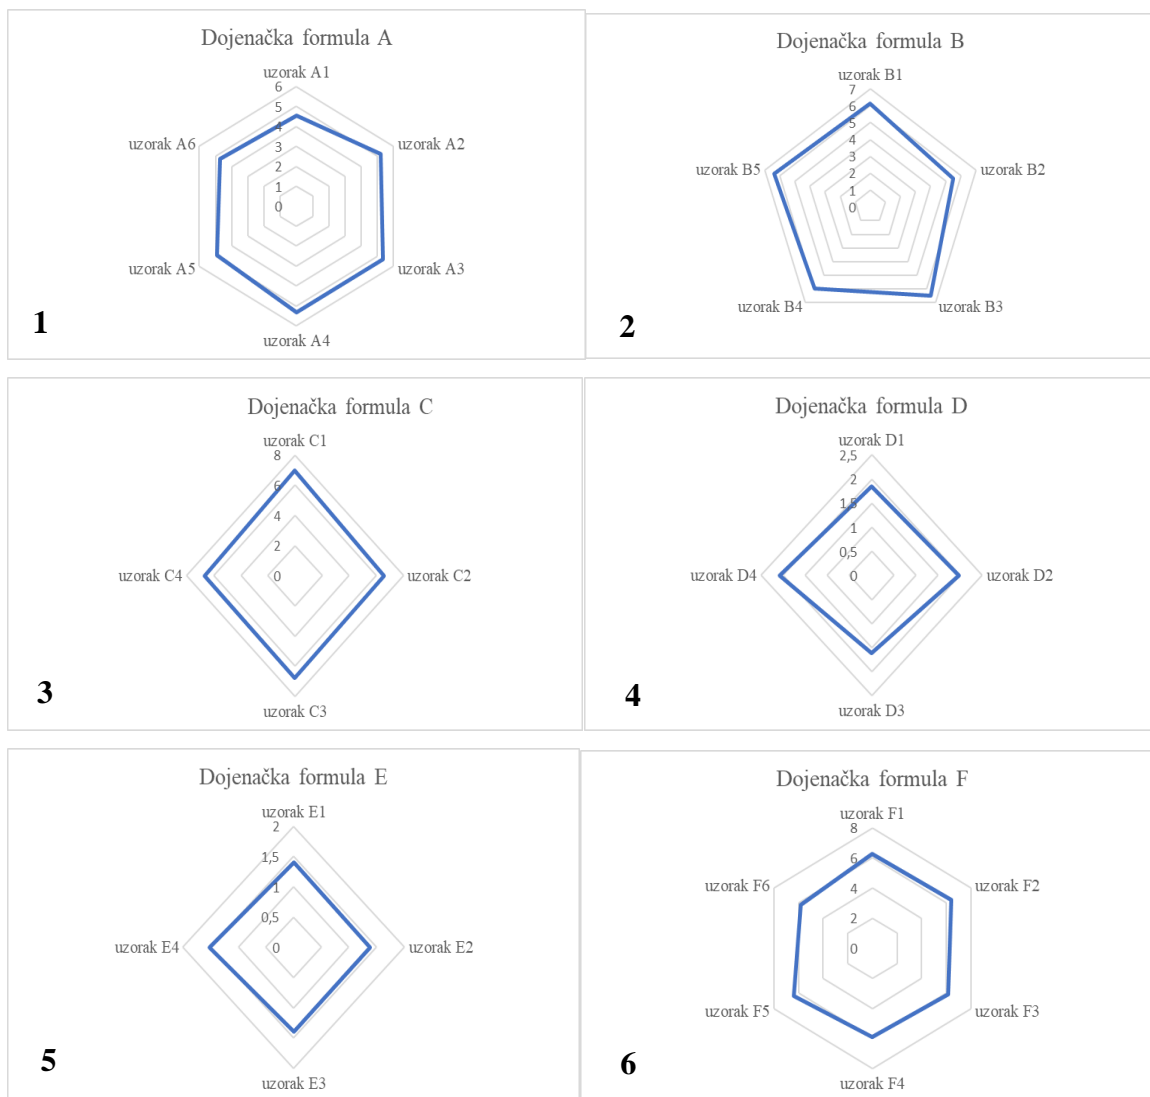 Dojenačka formula A
uzorak A1
6
5
4
3
2
1
0
uzorak A2
uzorak A3
uzorak A4
uzorak A5
uzorak A6
1
Dojenačka formula B
uzorak B1
7
6
5
4
3
2
1
0
uzorak B2
uzorak B3
uzorak B4
uzorak B5
2
Dojenačka formula C
uzorak C1
8
6
4
2
0
uzorak C2
uzorak C3
uzorak C4
3
Dojenačka formula D
uzorak D1
2,5
2
1,5
1
0,5
0
uzorak D2
uzorak D3
uzorak D4
4
Dojenačka formula E
uzorak E1
2
1,5
1
0,5
0
uzorak E2
uzorak E3
uzorak E4
5
Dojenačka formula F
uzorak F1
8
6
4
2
0
uzorak F2
uzorak F3
uzorak F4
uzorak F5
uzorak F6
6